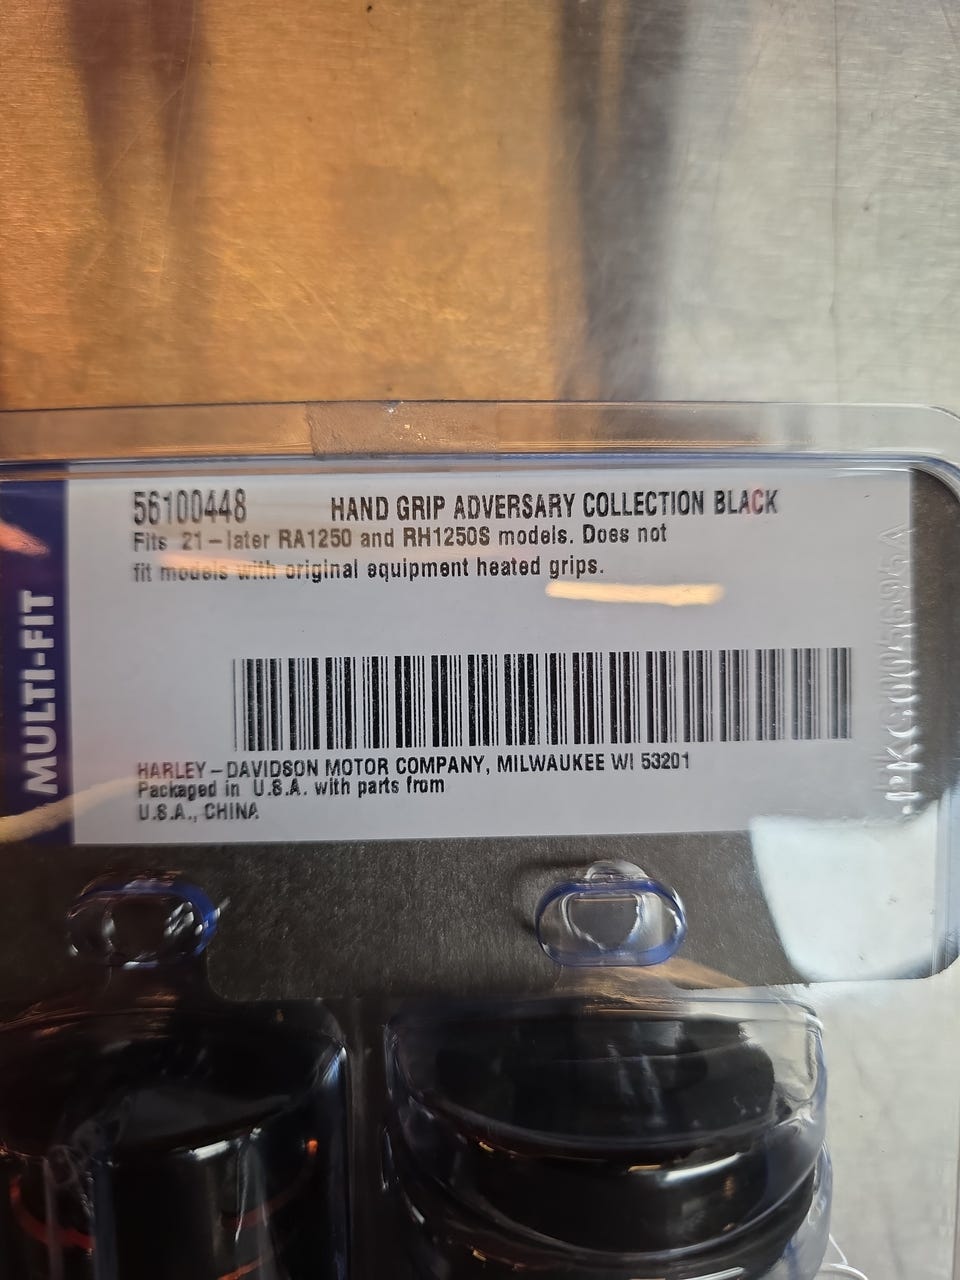 56100448 HAND GRIP ADVERSARY COLLECTION BLACK
Fits 21-later RA1250 and RH1250S models. Does not
fit models with original equipment heated grips.
MULTI-FIT
HARLEY-DAVIDSON MOTOR COMPANY, MILWAUKEE WI 53201
Packaged in U.S.A. with parts from
U.S.A., CHINA